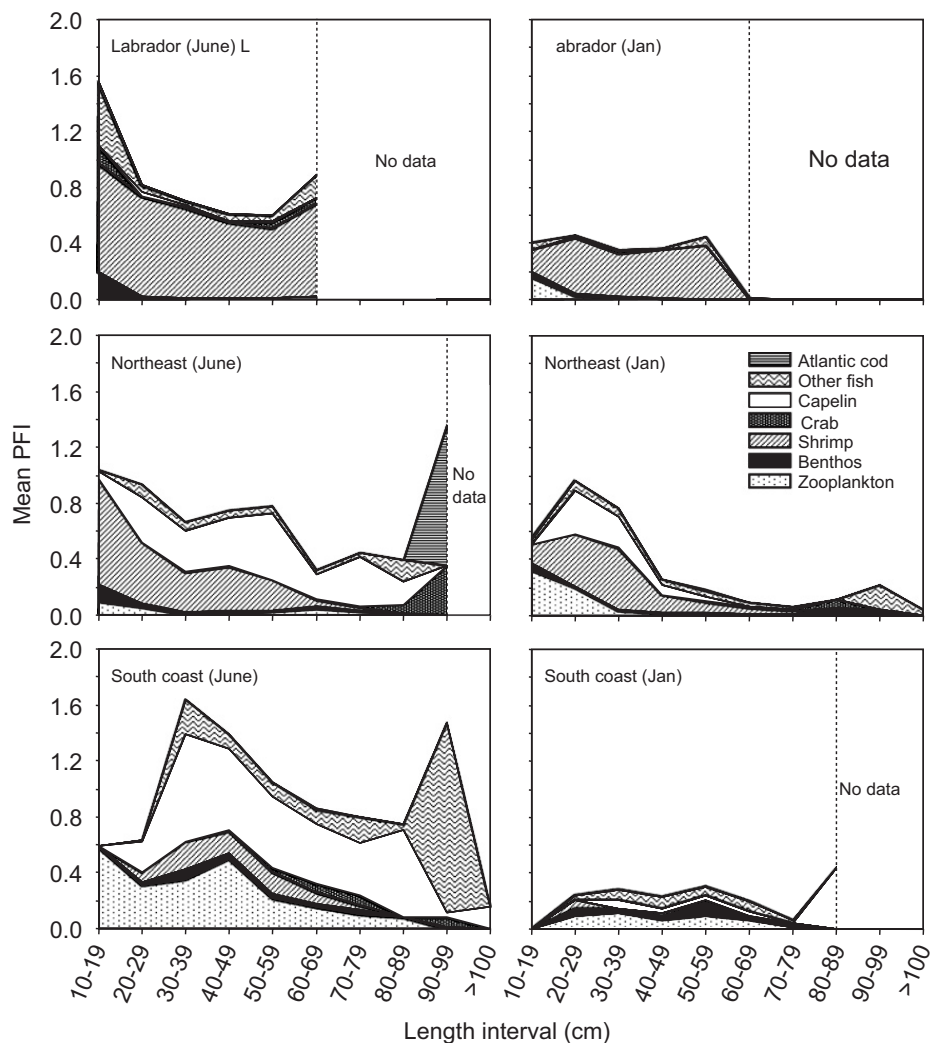 Labrador (June) L
abrador (Jan)
2.0
1.6
1.2
0.8
0.4
0.0
No data
No data
Northeast (June)
Northeast (Jan)
2.0
1.6
1.2
0.8
0.4
0.0
No
data
Atlantic cod
Other fish
Capelin
Crab
Shrimp
Benthos
Zooplankton
Mean PFI
South coast (June)
South coast (Jan)
2.0
1.6
1.2
0.8
0.4
0.0
No data
10-19
20-29
30-39
40-49
50-59
60-69
70-79
80-89
90-99
>100
10-19
20-29
30-39
40-49
50-59
60-69
70-79
80-89
90-99
>100
Length interval (cm)